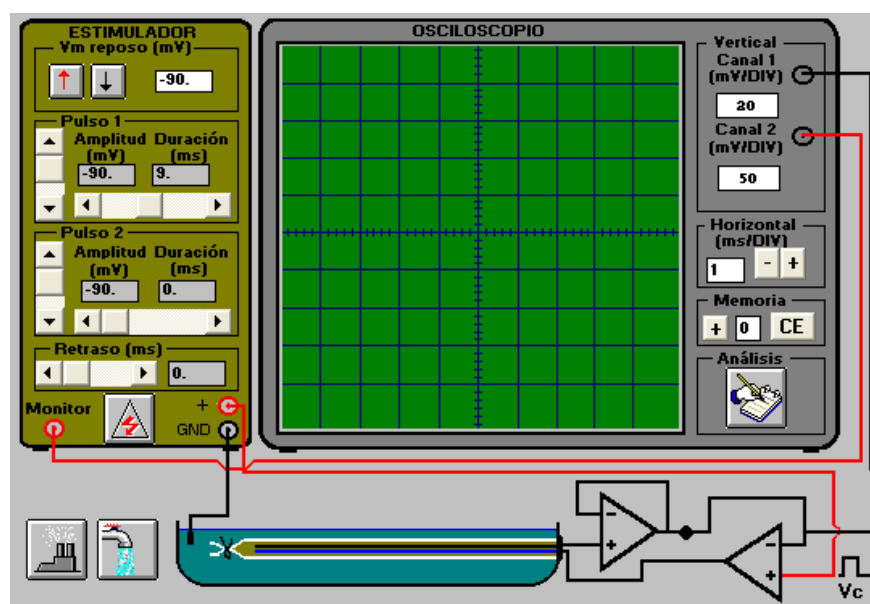 ESTIMULADOR
Vm reposo (mV)
-90.
Pulso 1
Amplitud Duración
(mV) (ms)
-90. 9.
Pulso 2
Amplitud Duración
(mV) (ms)
-90. 0.
Retraso (ms)
0.
Monitor
+
GND
OSCILOSCOPIO
Vertical
Canal 1
(mV/DIV)
20
Canal 2
(mV/DIV)
50
Horizontal
(ms/DIV)
1 - +
Memoria
+ 0 CE
Análisis
-
+
-
+
Vc